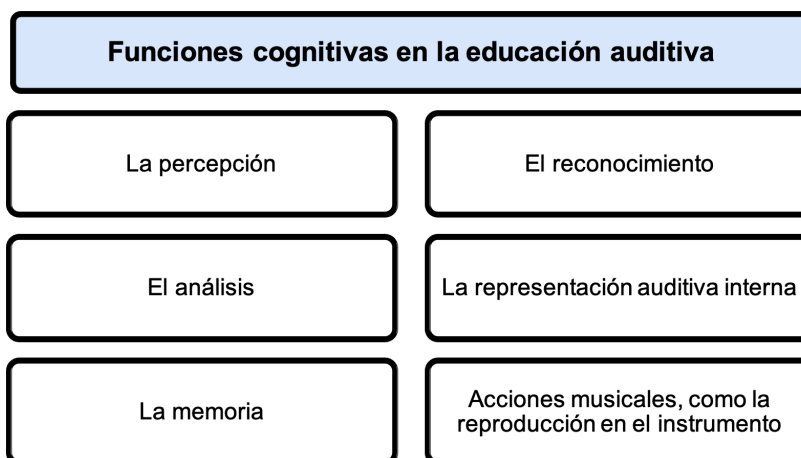 Funciones cognitivas en la educación auditiva
La percepción
El reconocimiento
El análisis
La representación auditiva interna
La memoria
Acciones musicales, como la
reproducción en el instrumento